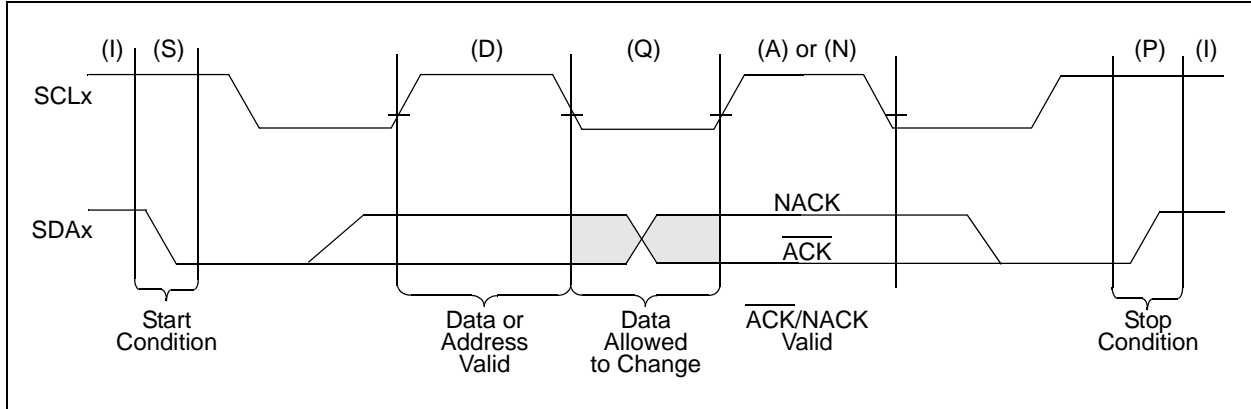 (I) (S) (D) (Q) (A) or (N) (P) (I)
SCLx
SDAx
NACK
ACK
Start
Condition
Data or
Address
Valid
Data
Allowed
to Change
ACK/NACK
Valid
Stop
Condition